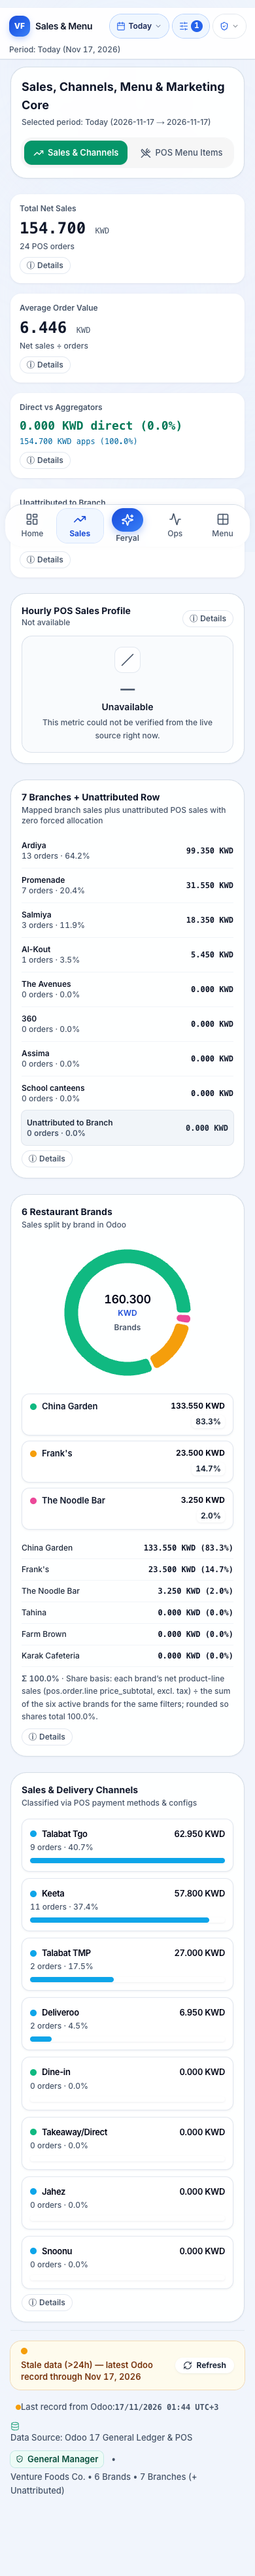 VF Sales & Menu Today 1
Period: Today (Nov 17, 2026)
Sales, Channels, Menu & Marketing
Core
Selected period: Today (2026-11-17 → 2026-11-17)
Sales & Channels POS Menu Items
Total Net Sales
154.700 KWD
24 POS orders
Details
Average Order Value
6.446 KWD
Net sales ÷ orders
Details
Direct vs Aggregators
0.000 KWD direct (0.0%)
154.700 KWD apps (100.0%)
Details
Unattributed to Branch
Home Sales Feryal Ops Menu
Details
Hourly POS Sales Profile
Not available
Details
—
Unavailable
This metric could not be verified from the live
source right now.
7 Branches + Unattributed Row
Mapped branch sales plus unattributed POS sales with
zero forced allocation
Ardiya
13 orders · 64.2%
99.350 KWD
Promenade
7 orders · 20.4%
31.550 KWD
Salmiya
3 orders · 11.9%
18.350 KWD
Al-Kout
1 orders · 3.5%
5.450 KWD
The Avenues
0 orders · 0.0%
0.000 KWD
360
0 orders · 0.0%
0.000 KWD
Assima
0 orders · 0.0%
0.000 KWD
School canteens
0 orders · 0.0%
0.000 KWD
Unattributed to Branch
0 orders · 0.0%
0.000 KWD
Details
6 Restaurant Brands
Sales split by brand in Odoo
160.300
KWD
Brands
China Garden 133.550 KWD
83.3%
Frank's 23.500 KWD
14.7%
The Noodle Bar 3.250 KWD
2.0%
China Garden 133.550 KWD (83.3%)
Frank's 23.500 KWD (14.7%)
The Noodle Bar 3.250 KWD (2.0%)
Tahina 0.000 KWD (0.0%)
Farm Brown 0.000 KWD (0.0%)
Karak Cafeteria 0.000 KWD (0.0%)
Σ 100.0% · Share basis: each brand's net product-line
sales (pos.order.line price_subtotal, excl. tax) ÷ the sum
of the six active brands for the same filters; rounded so
shares total 100.0%.
Details
Sales & Delivery Channels
Classified via POS payment methods & configs
Talabat Tgo 62.950 KWD
9 orders · 40.7%
Keeta 57.800 KWD
11 orders · 37.4%
Talabat TMP 27.000 KWD
2 orders · 17.5%
Deliveroo 6.950 KWD
2 orders · 4.5%
Dine-in 0.000 KWD
0 orders · 0.0%
Takeaway/Direct 0.000 KWD
0 orders · 0.0%
Jahez 0.000 KWD
0 orders · 0.0%
Snoonu 0.000 KWD
0 orders · 0.0%
Details
Stale data (>24h) — latest Odoo
record through Nov 17, 2026
Refresh
Last record from Odoo:17/11/2026 01:44 UTC+3
Data Source: Odoo 17 General Ledger & POS
General Manager •
Venture Foods Co. • 6 Brands • 7 Branches (+
Unattributed)